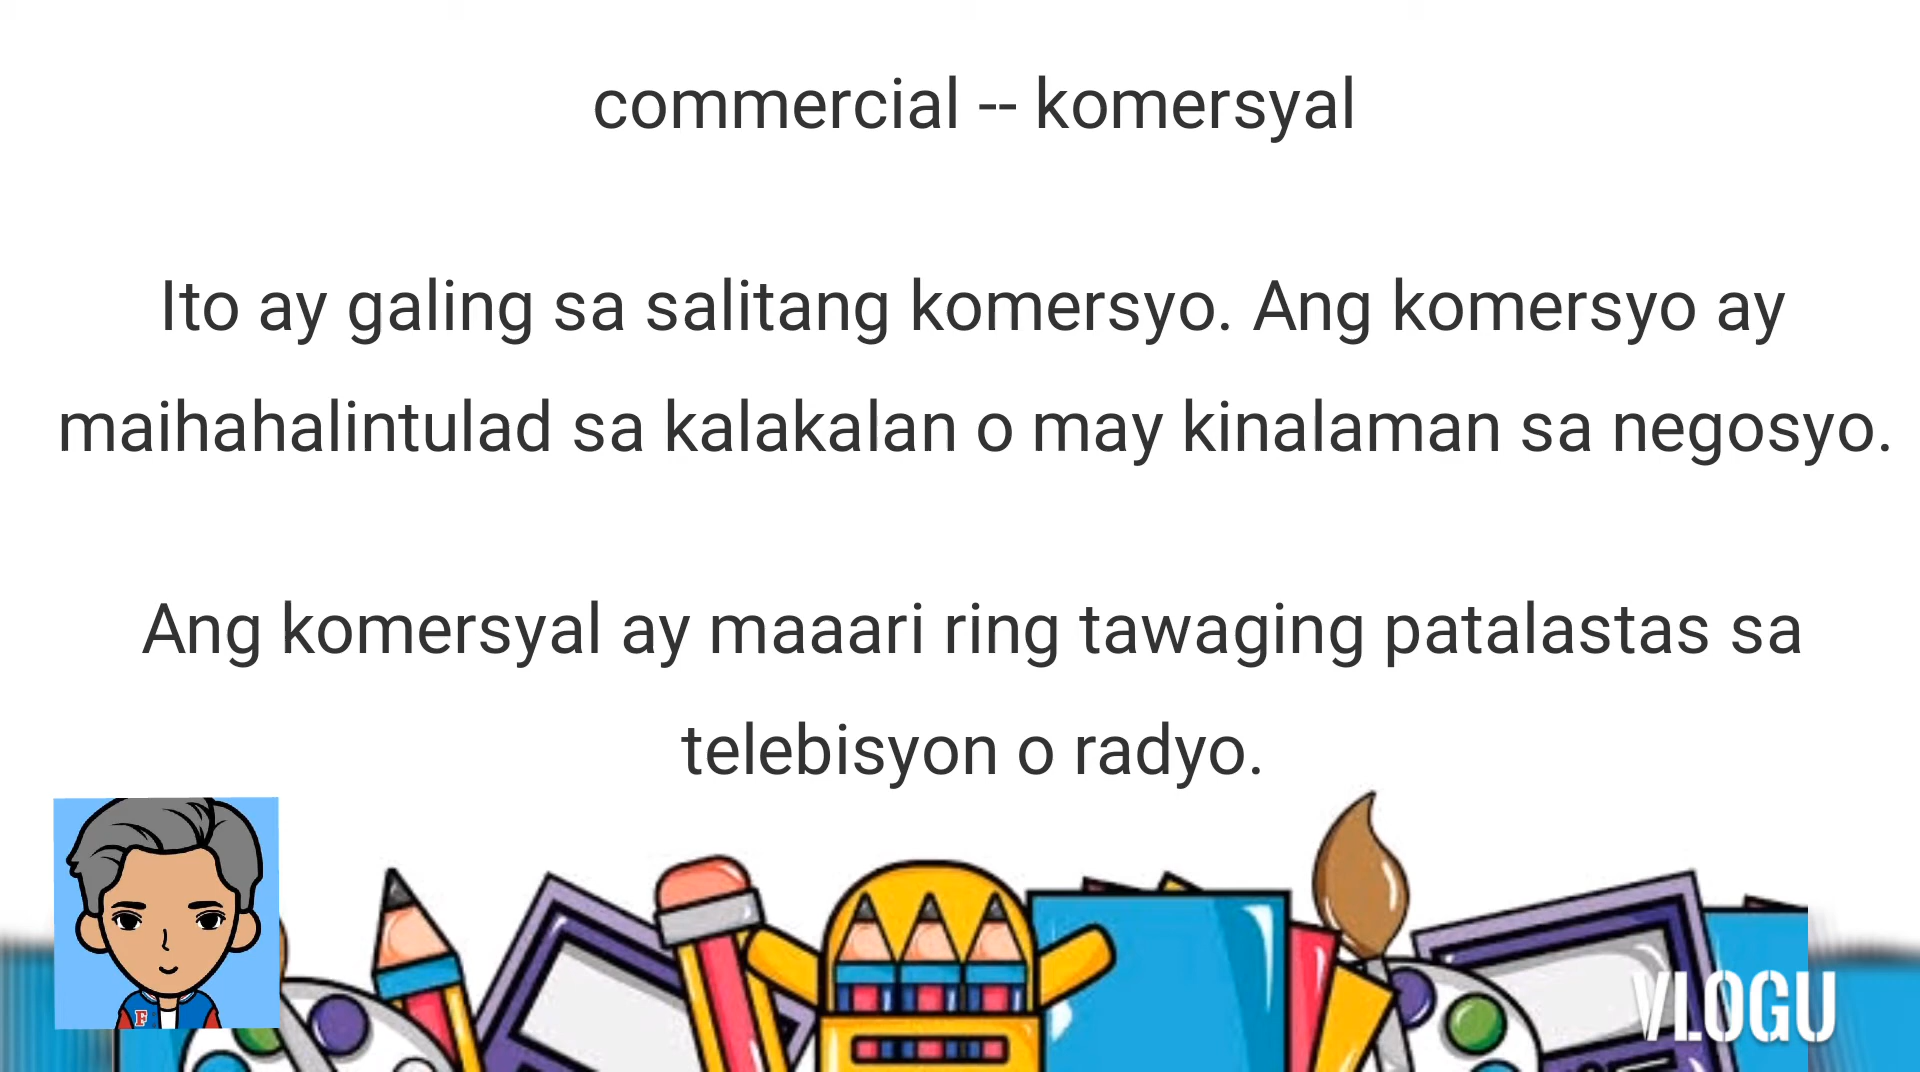 commercial -- komersyal
Ito ay galing sa salitang komersyo. Ang komersyo ay
maihahalintulad sa kalakalan o may kinalaman sa negosyo.
Ang komersyal ay maaari ring tawaging patalastas sa
telebisyon o radyo.
F
VLOGU